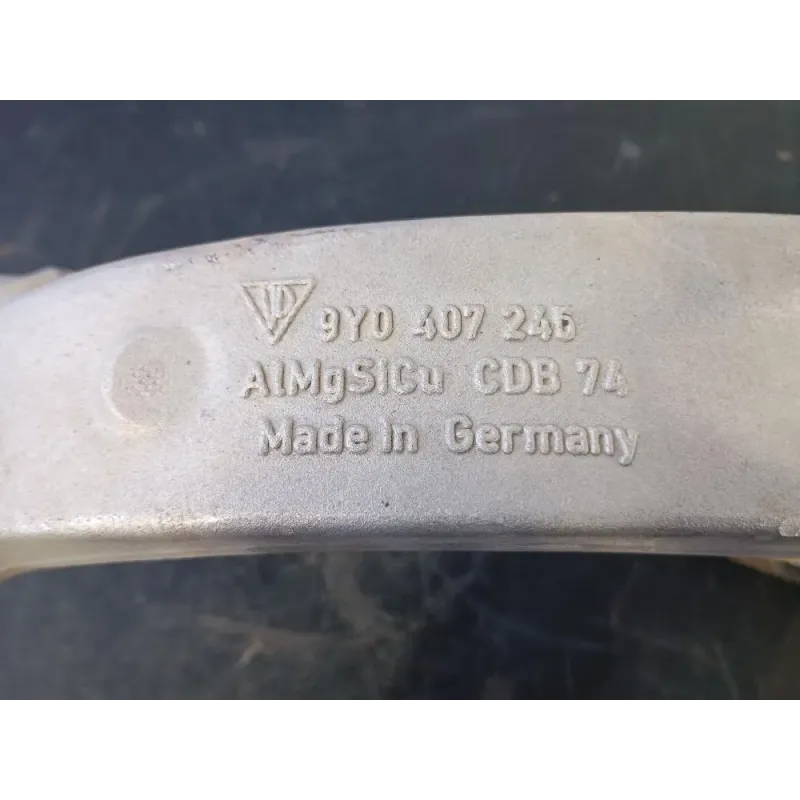 9Y0 407 245
AlMgSiCu CDB 74
Made in Germany